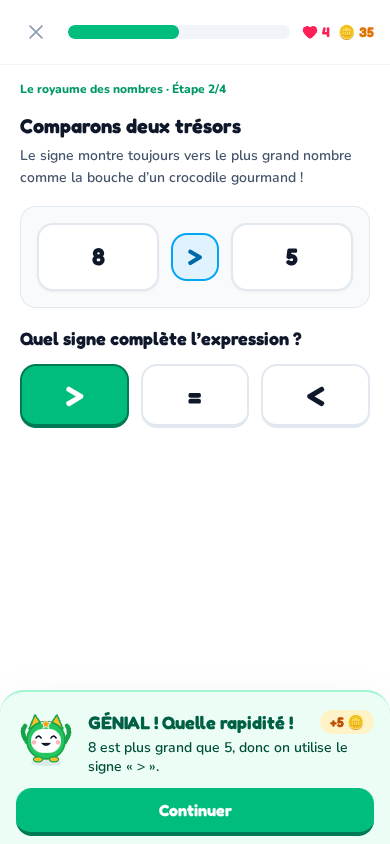 4 35
Le royaume des nombres · Étape 2/4
Comparons deux trésors
Le signe montre toujours vers le plus grand nombre
comme la bouche d’un crocodile gourmand !
8 > 5
Quel signe complète l’expression ?
> = <
GÉNIAL ! Quelle rapidité ! +5
8 est plus grand que 5, donc on utilise le
signe « > ».
Continuer